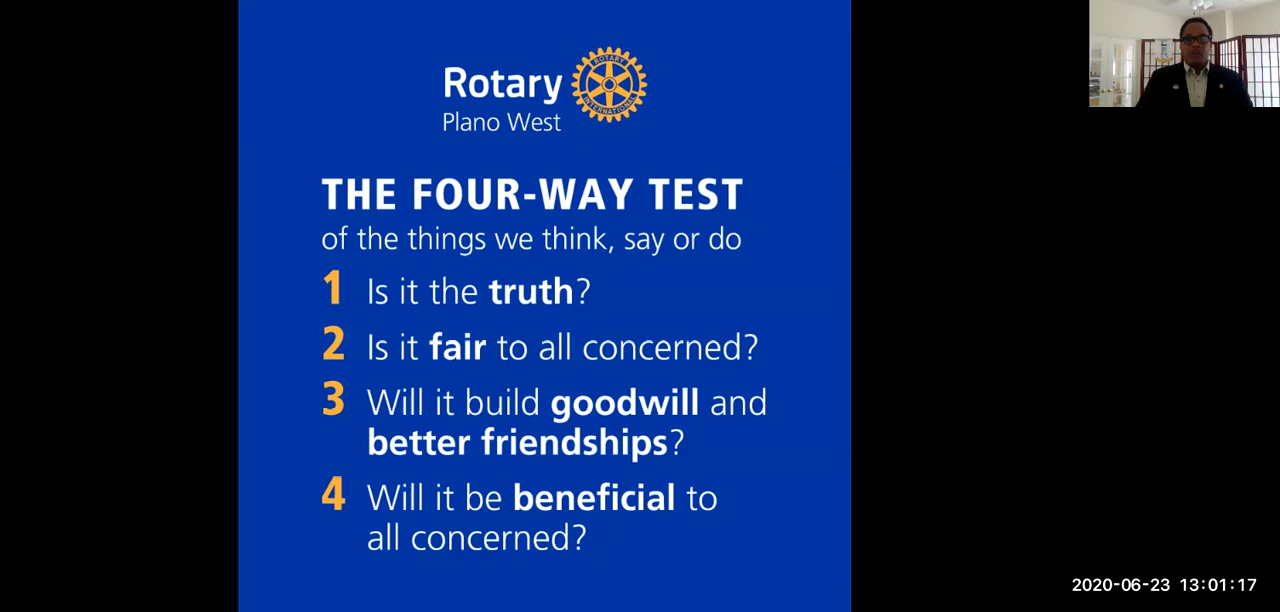 Rotary
ROTARY
INTERNATIONAL
Plano West
THE FOUR-WAY TEST
of the things we think, say or do
1 Is it the truth?
2 Is it fair to all concerned?
3 Will it build goodwill and
better friendships?
4 Will it be beneficial to
all concerned?
2020-06-23 13:01:17